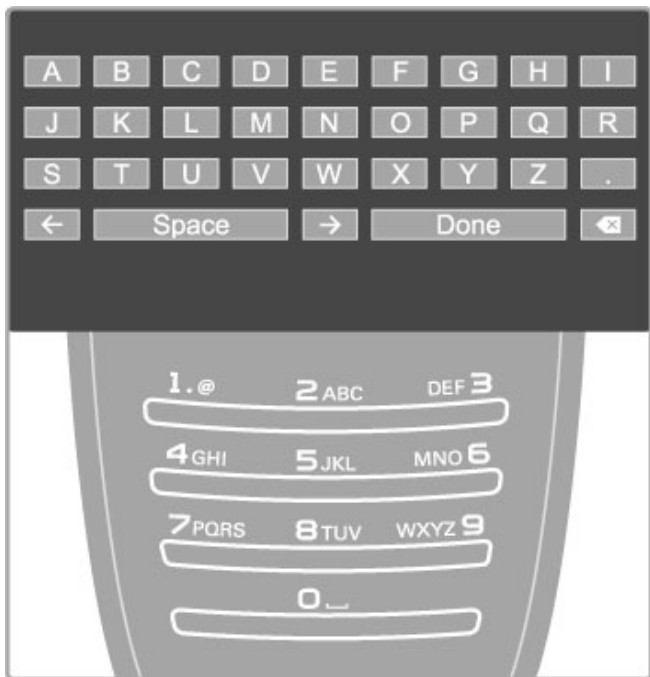 A B C D E F G H I
J K L M N O P Q R
S T U V W X Y Z .
← Space → Done
1.@ 2ABC DEF3
4GHI 5JKL MNO6
7PQRS 8TUV WXYZ9
0